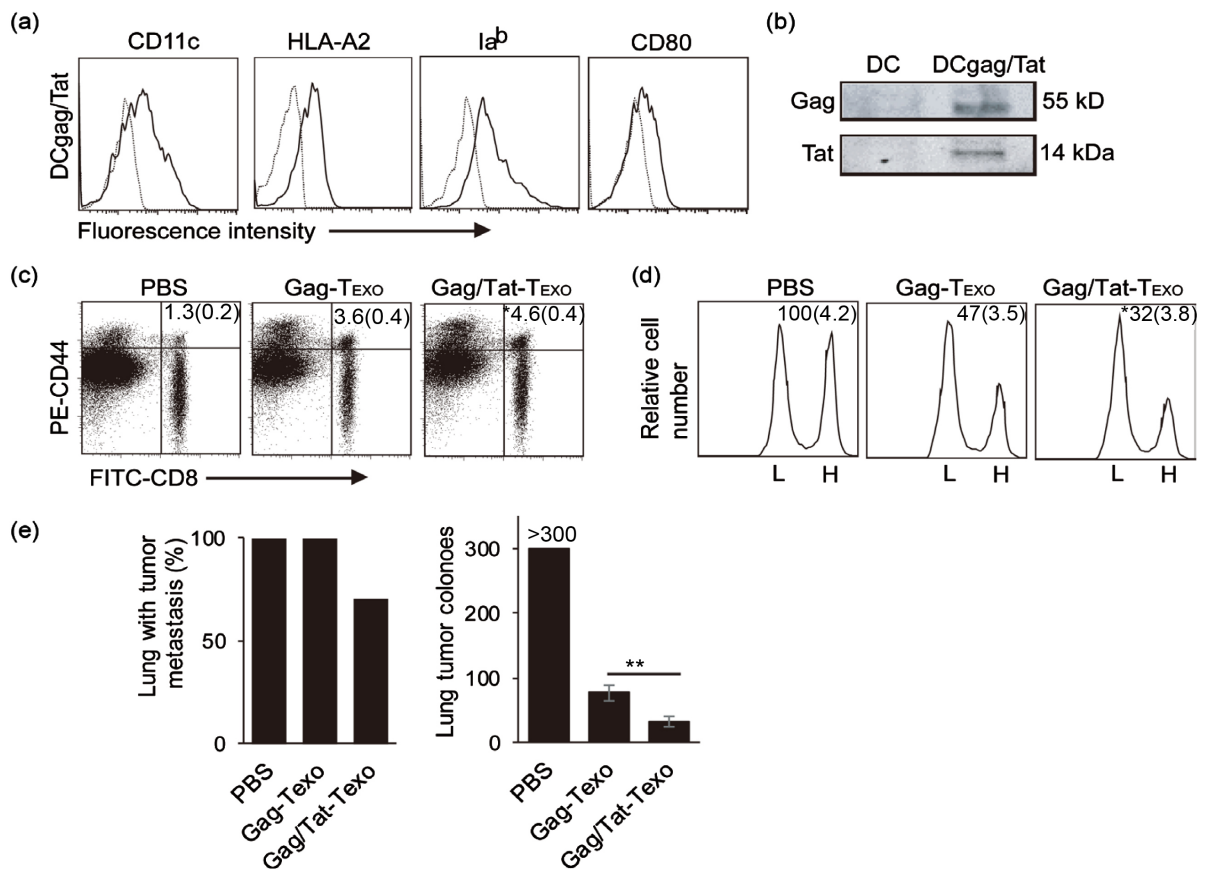 (a)
CD11c HLA-A2 Iab CD80
DCgag/Tat
Fluorescence intensity
(b)
DC DCgag/Tat
Gag 55 kD
Tat 14 kDa
(c)
PBS Gag-TEXO Gag/Tat-TEXO
1.3(0.2) 3.6(0.4) *4.6(0.4)
PE-CD44
FITC-CD8
(d)
PBS Gag-TEXO Gag/Tat-TEXO
100(4.2) 47(3.5) *32(3.8)
Relative cell
number
L H L H L H
(e)
Lung with tumor
metastasis (%)
100
50
0
PBS
Gag-Texo
Gag/Tat-Texo
Lung tumor colonoes
300
200
100
0
>300
**
PBS
Gag-Texo
Gag/Tat-Texo